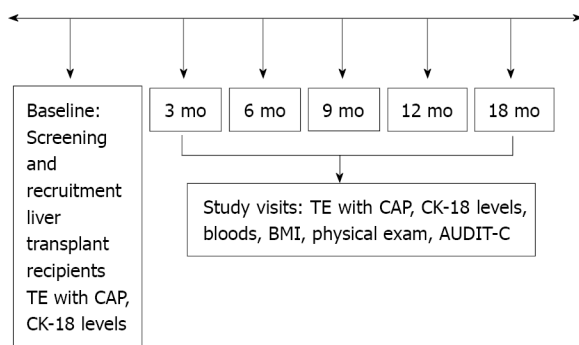 Baseline:
Screening
and
recruitment
liver
transplant
recipients
TE with CAP,
CK-18 levels
3 mo
6 mo
9 mo
12 mo
18 mo
Study visits: TE with CAP, CK-18 levels,
bloods, BMI, physical exam, AUDIT-C